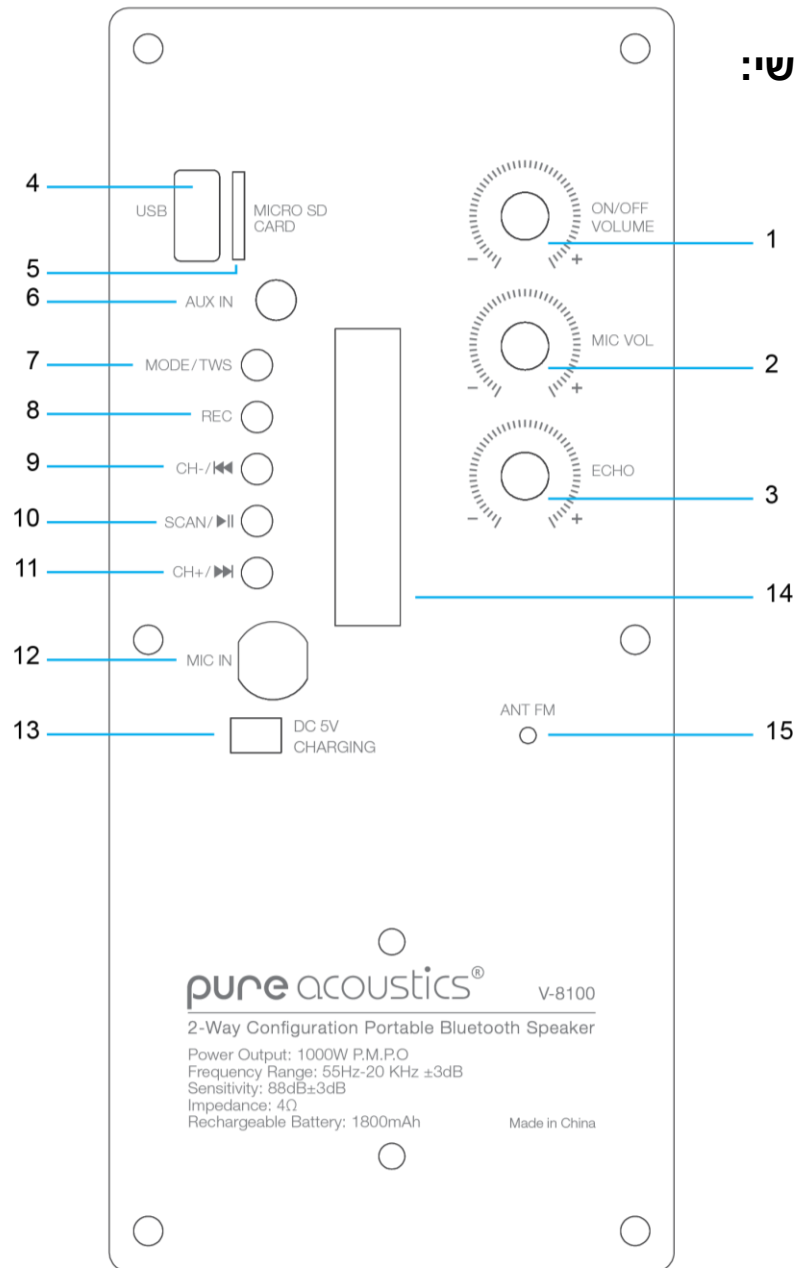 שי:
4
USB
MICRO SD
CARD
ON/OFF
VOLUME
- +
1
5
6
AUX IN
7
MODE/TWS
MIC VOL
- +
2
8
REC
9
CH-/⏮
ECHO
- +
3
10
SCAN/⏯
11
CH+/⏭
14
12
MIC IN
13
DC 5V
CHARGING
ANT FM
15
pure acoustics® V-8100
2-Way Configuration Portable Bluetooth Speaker
Power Output: 1000W P.M.P.O
Frequency Range: 55Hz-20 KHz ±3dB
Sensitivity: 88dB±3dB
Impedance: 4Ω
Rechargeable Battery: 1800mAh Made in China